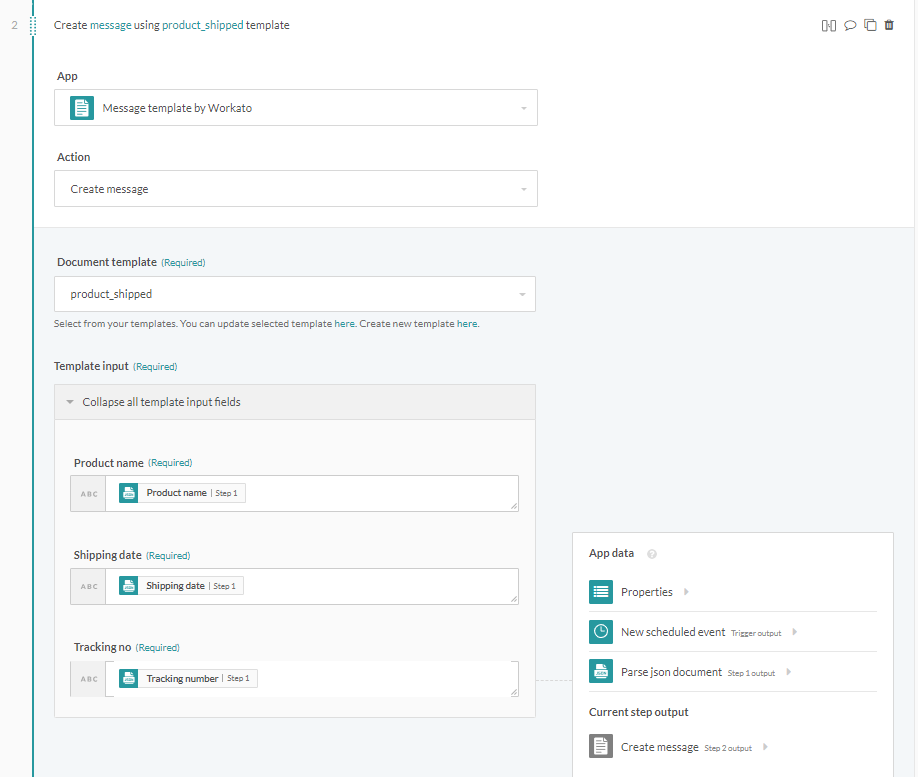 2
Create message using product_shipped template
App
Message template by Workato
Action
Create message
Document template (Required)
product_shipped
Select from your templates. You can update selected template here. Create new template here.
Template input (Required)
Collapse all template input fields
Product name (Required)
ABC Product name | Step 1
Shipping date (Required)
ABC Shipping date | Step 1
Tracking no (Required)
ABC Tracking number | Step 1
App data ?
Properties
New scheduled event Trigger output
JSON Parse json document Step 1 output
Current step output
Create message Step 2 output